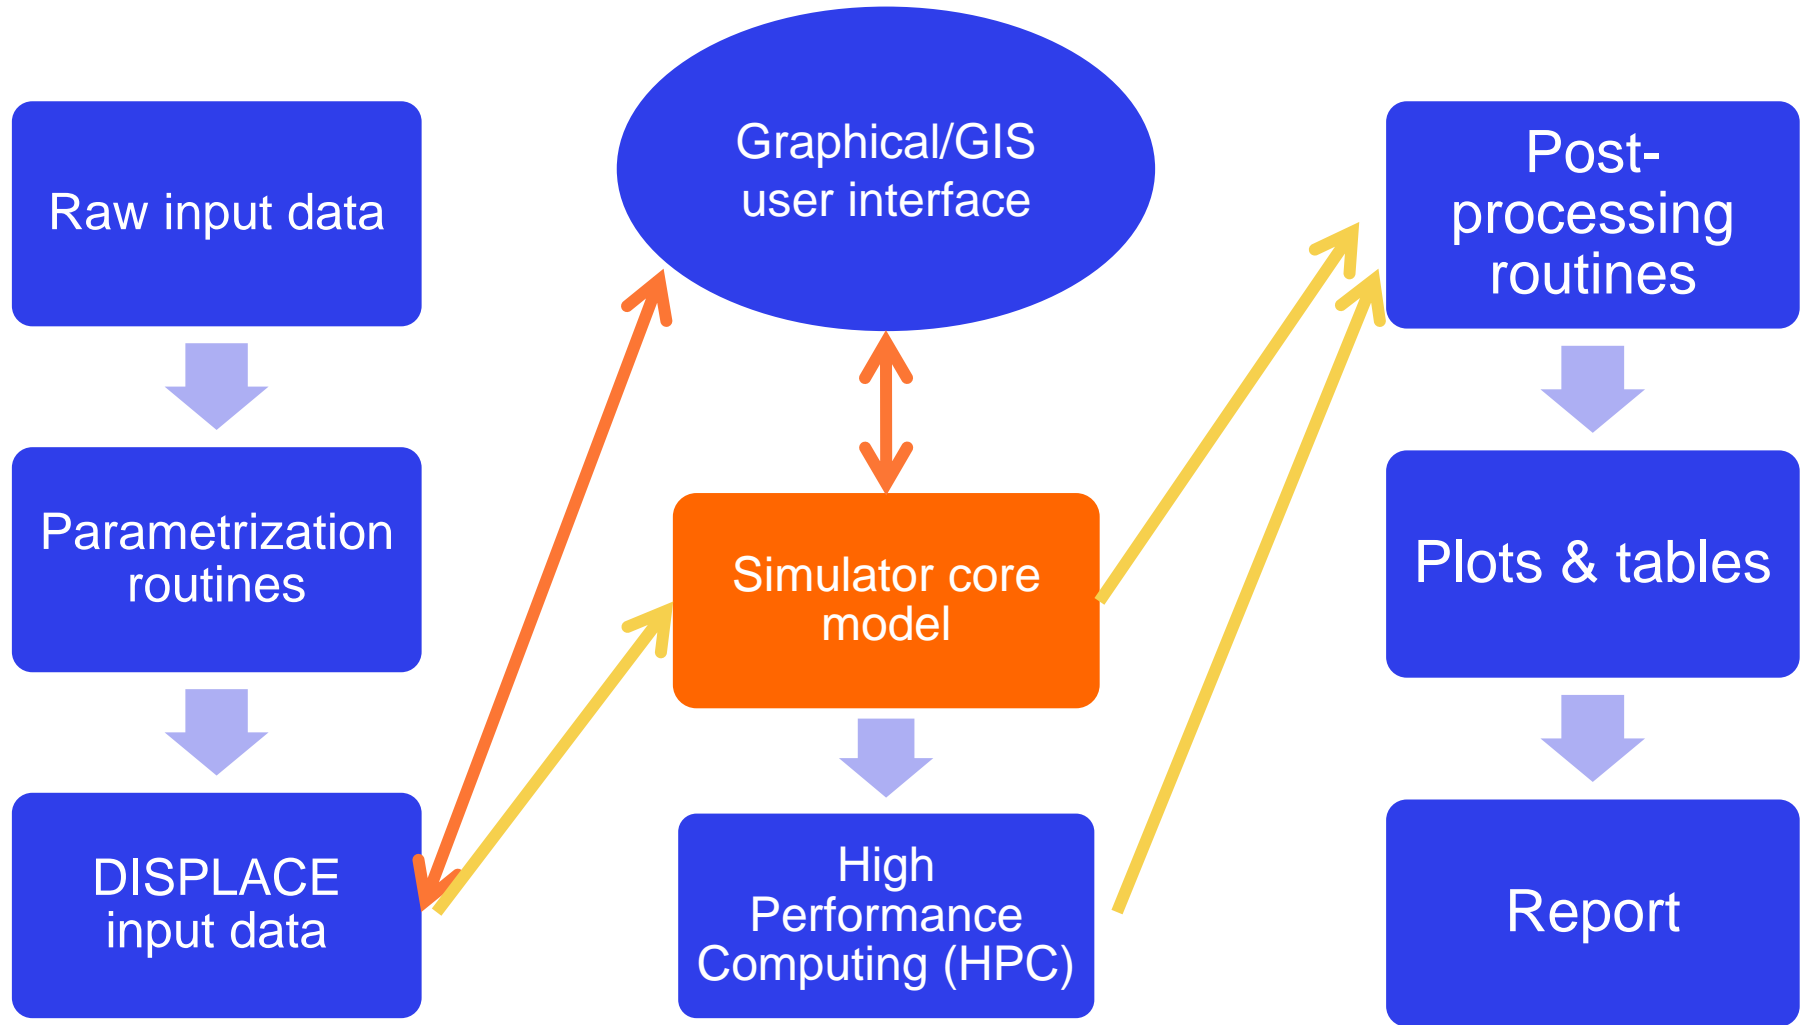 Raw input data
Parametrization
routines
DISPLACE
input data
Graphical/GIS
user interface
Simulator core
model
High
Performance
Computing (HPC)
Post-
processing
routines
Plots & tables
Report